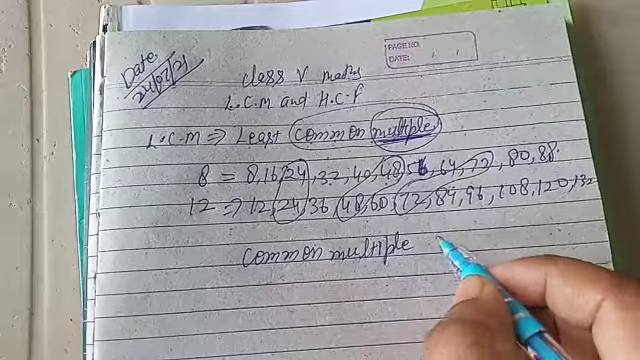 Date
24/07/21
PAGE NO.
DATE: / /
class V maths
L.C.M and H.C.F
L.C.M ⇒ Least common multiple
8 = 8,16,24,32,40,48,56,64,72,80,88.
12 ⇒ 12,24,36,48,60,72,84,96,108,120,132
common multiple